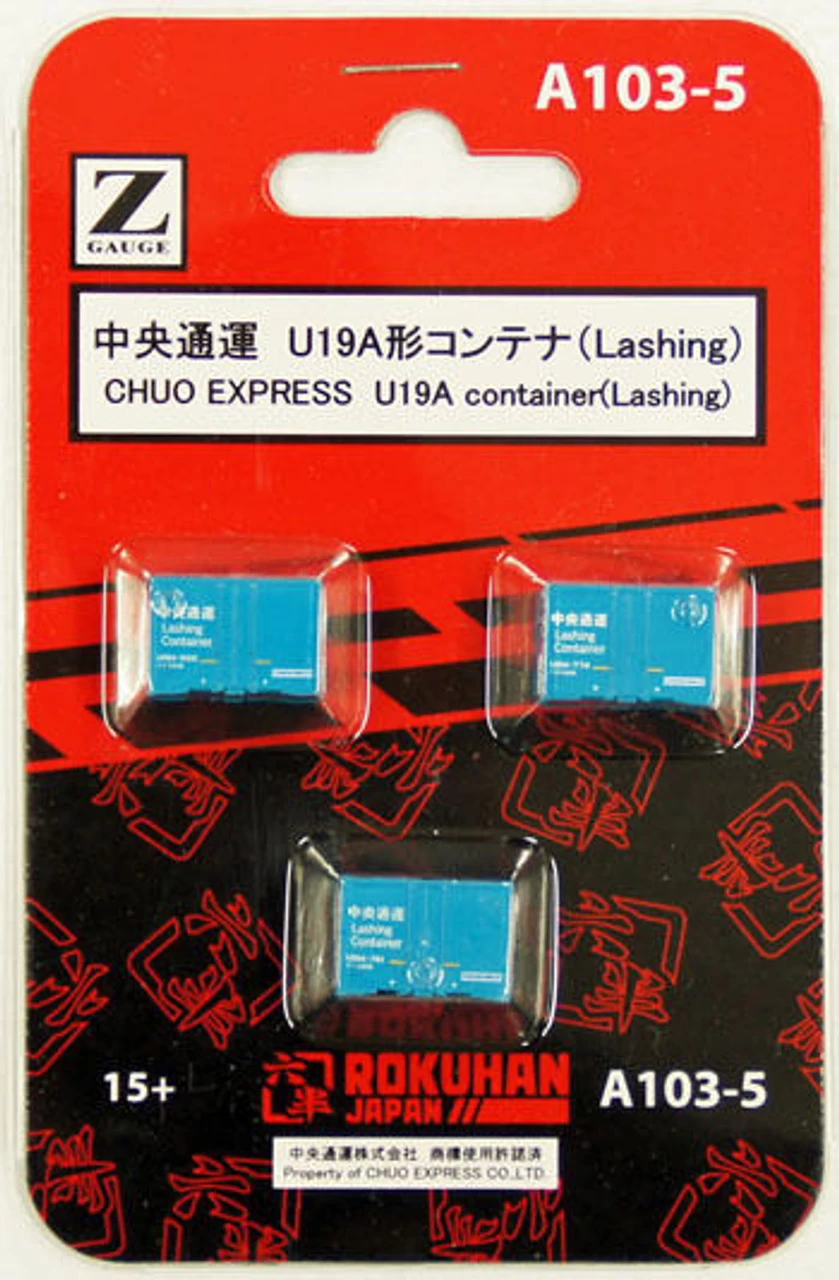 A103-5
Z
GAUGE
中央通運 U19A形コンテナ(Lashing)
CHUO EXPRESS U19A container(Lashing)
中央通運
Lashing
Container
中央通運
Lashing
Container
中央通運
Lashing
Container
15+
六半
ROKUHAN
JAPAN
A103-5
中央通運株式会社 商標使用許諾済
Property of CHUO EXPRESS CO.,LTD.